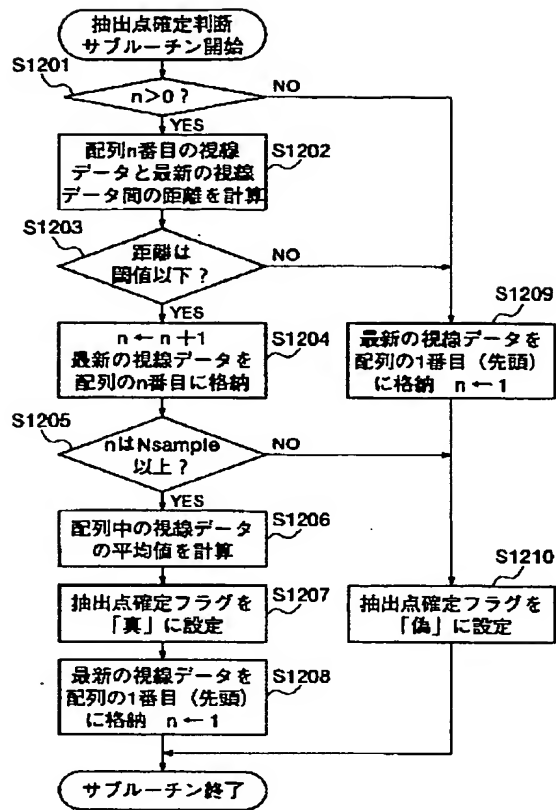 抽出点確定判断
サブルーチン開始
S1201
n>0？
NO
YES
配列n番目の視線
データと最新の視線
データ間の距離を計算
S1202
S1203
距離は
閾値以下？
NO
YES
n ← n+1
最新の視線データを
配列のn番目に格納
S1204
S1209
最新の視線データを
配列の1番目（先頭）
に格納　n ← 1
S1205
nはNsample
以上？
NO
YES
配列中の視線データ
の平均値を計算
S1206
抽出点確定フラグを
「真」に設定
S1207
S1210
抽出点確定フラグを
「偽」に設定
最新の視線データを
配列の1番目（先頭）
に格納　n ← 1
S1208
サブルーチン終了